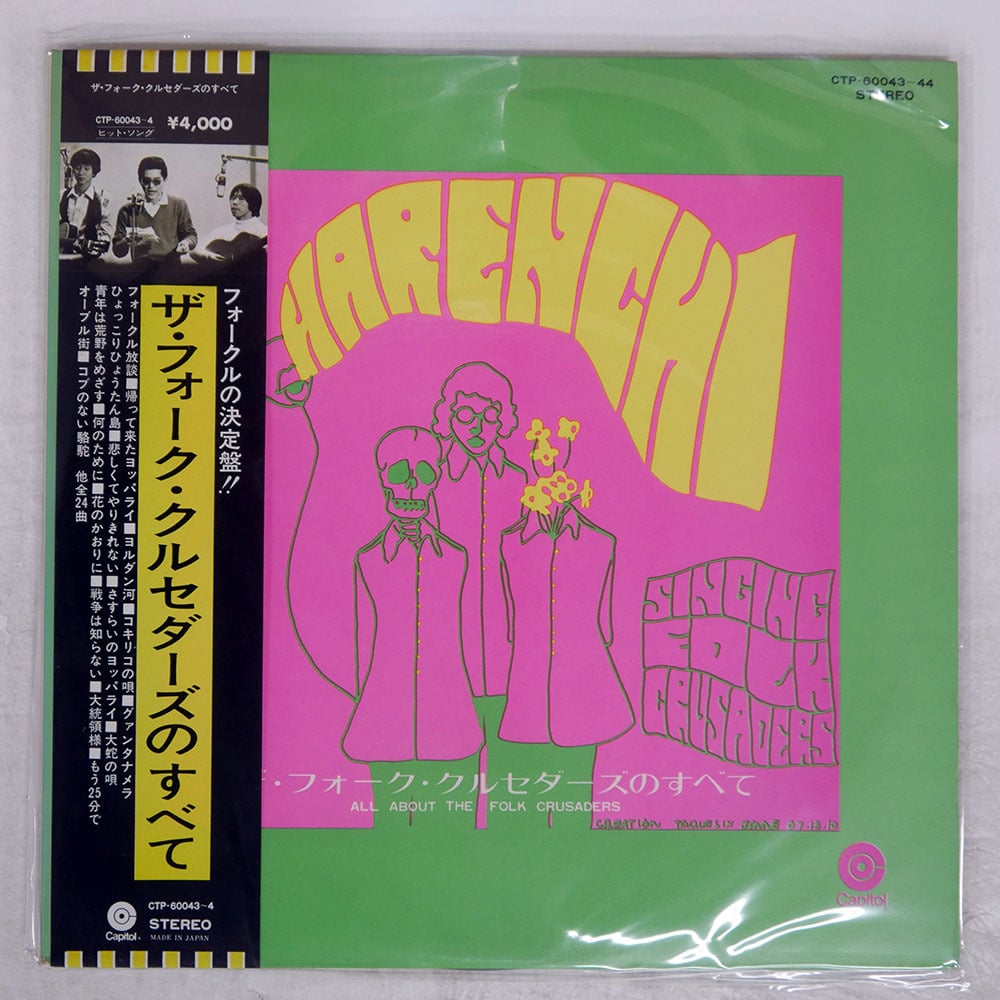 ザ・フォーク・クルセダーズのすべて
CTP-60043~4 ¥4,000
ヒット・ソング
フォークルの決定盤!!
ザ・フォーク・クルセダーズのすべて
フォークル放談■帰って来たヨッパライ■ヨルダン河■コキリコの唄■グァンタナメラ
ひょっこりひょうたん島■悲しくてやりきれない■さすらいのヨッパライ■大蛇の唄
青年は荒野をめざす■何のために■花のかおりに■戦争は知らない■大統領様■もう25分で
オーブル街■コブのない駱駝 他全24曲
Capitol
CTP-60043~4
STEREO
MADE IN JAPAN
CTP-60043~44
STEREO
HARENCHI
SINGING
FOLK
CRUSADERS
・フォーク・クルセダーズのすべて
ALL ABOUT THE FOLK CRUSADERS
CREATION
Capitol